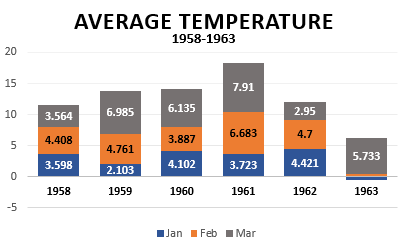 AVERAGE TEMPERATURE
1958-1963
20
15
10
5
0
-5
3.564 6.985 6.135 7.91 2.95 5.733
4.408 4.761 3.887 6.683 4.7
3.598 2.103 4.102 3.723 4.421
1958 1959 1960 1961 1962 1963
Jan Feb Mar